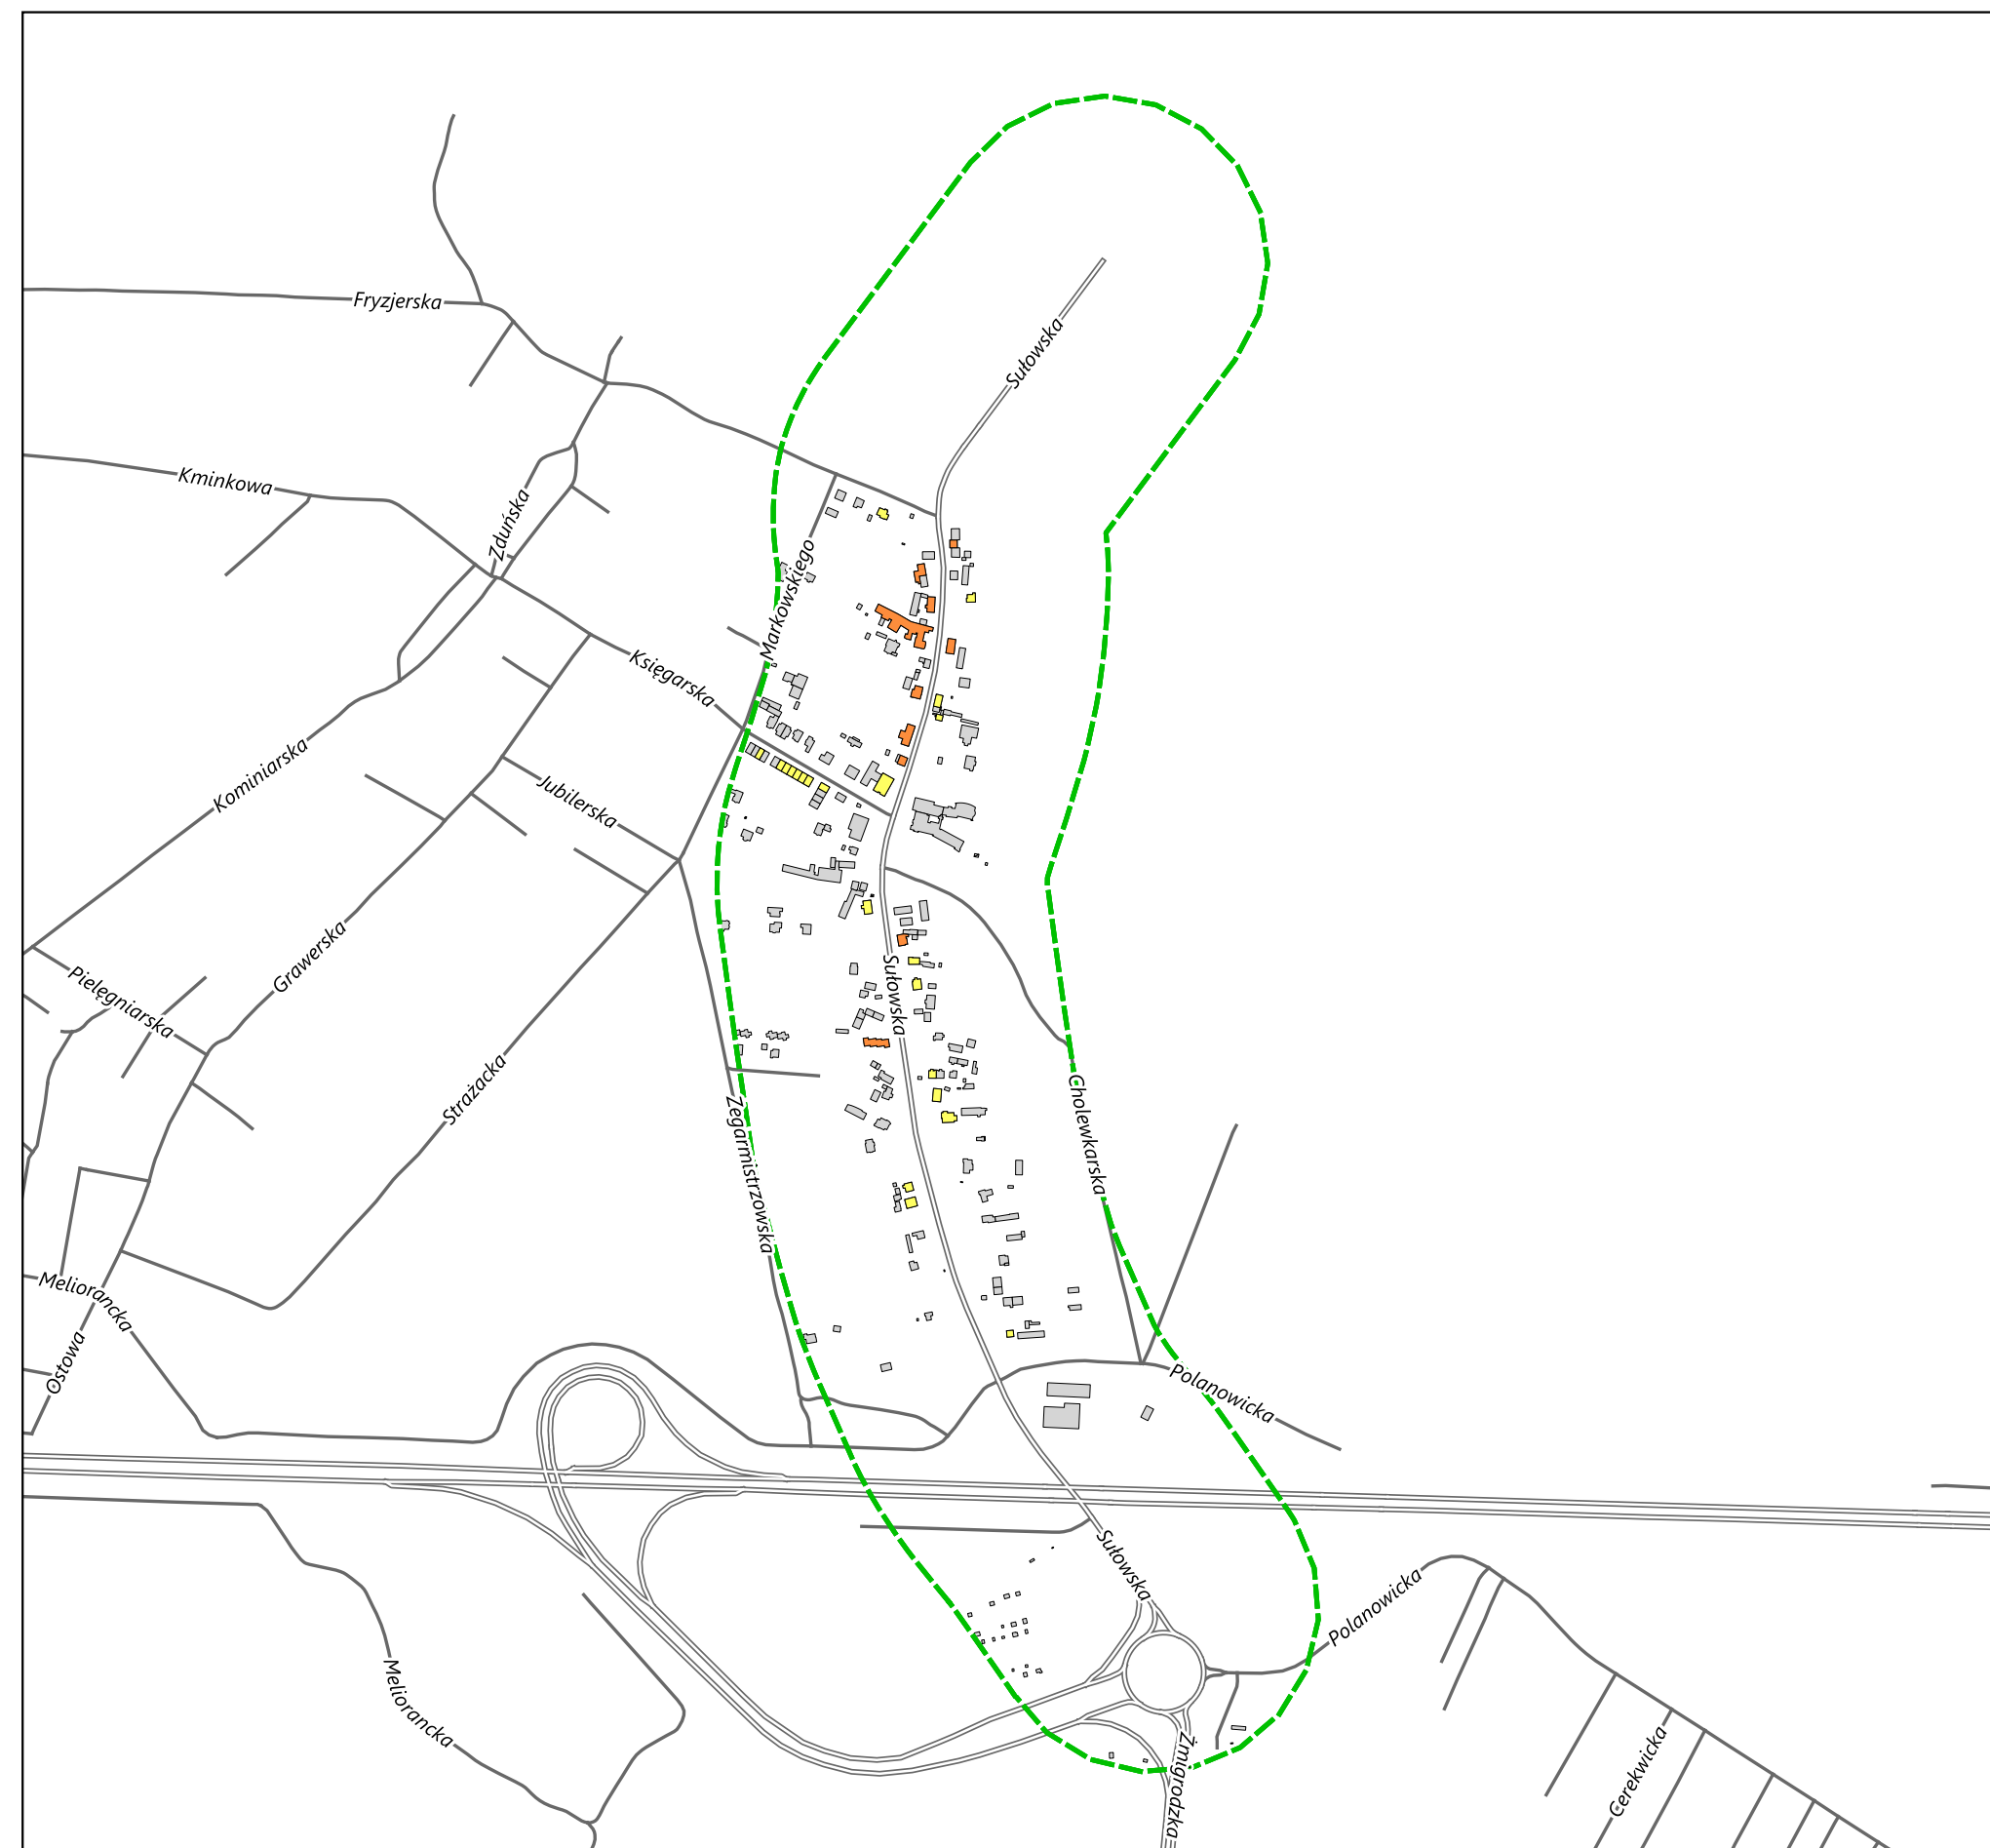 Fryzjerska
Sułowska
Kminkowa
Zduńska
Markowskiego
Księgarska
Kominiarska
Jubilerska
Grawerska
Pielęgniarska
Sułowska
Strażacka
Cholewkarska
Zegarmistrzowska
Meliorancka
Ostowa
Polanowicka
Sułowska
Polanowicka
Meliorancka
Żmigrodzka
Cerekwicka